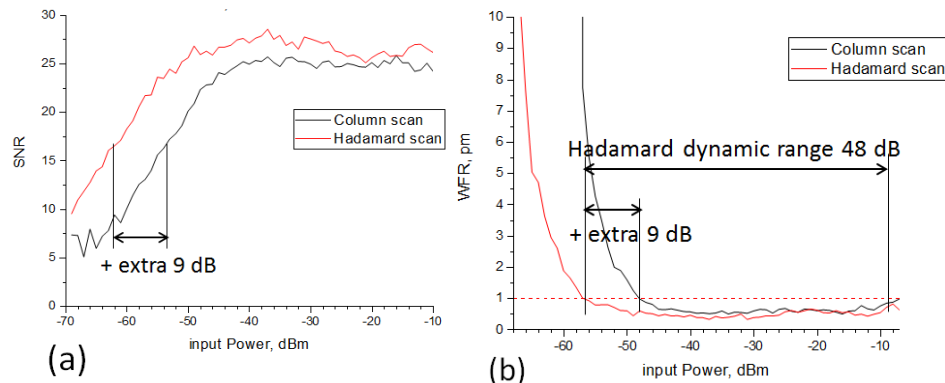 30
25
20
15
10
5
0
SNR
Column scan
Hadamard scan
+ extra 9 dB
-70 -60 -50 -40 -30 -20 -10
input Power, dBm
(a)
10
9
8
7
6
5
4
3
2
1
0
WFR, pm
Column scan
Hadamard scan
Hadamard dynamic range 48 dB
+ extra 9 dB
-60 -50 -40 -30 -20 -10
input Power, dBm
(b)